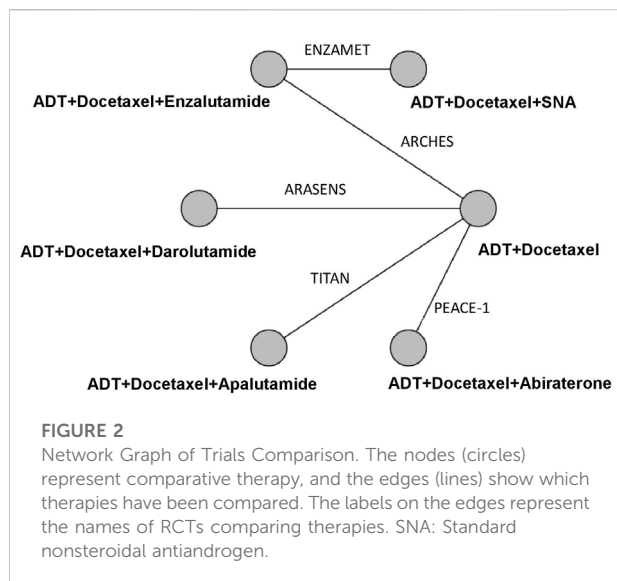 ENZAMET
ADT+Docetaxel+Enzalutamide
ADT+Docetaxel+SNA
ARCHES
ARASENS
ADT+Docetaxel+Darolutamide
ADT+Docetaxel
TITAN
PEACE-1
ADT+Docetaxel+Apalutamide
ADT+Docetaxel+Abiraterone
FIGURE 2
Network Graph of Trials Comparison. The nodes (circles)
represent comparative therapy, and the edges (lines) show which
therapies have been compared. The labels on the edges represent
the names of RCTs comparing therapies. SNA: Standard
nonsteroidal antiandrogen.